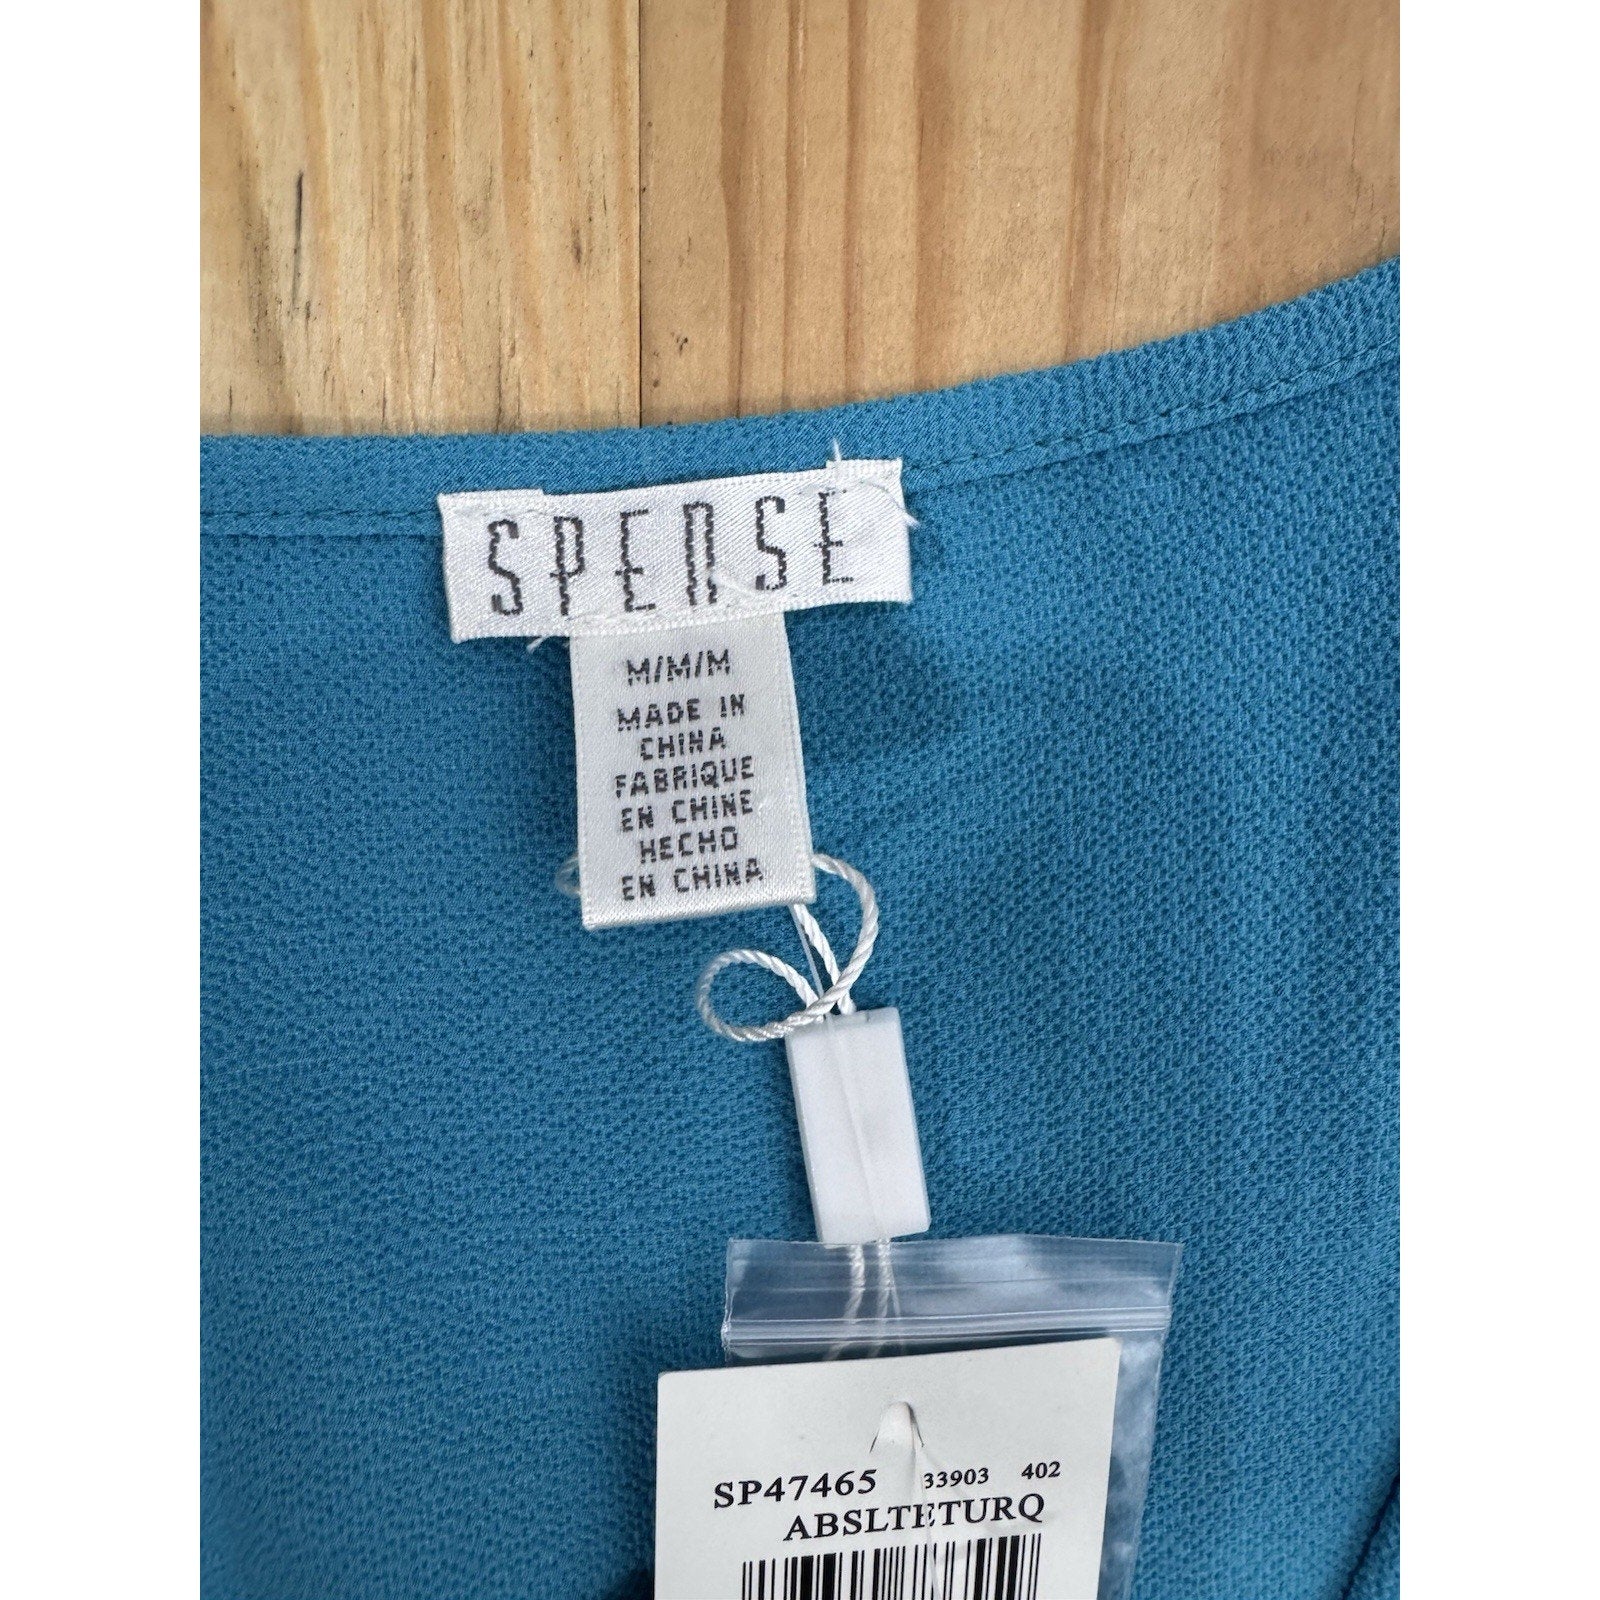 SPENSE
M/M/M
MADE IN
CHINA
FABRIQUE
EN CHINE
HECHO
EN CHINA
SP47465 33903 402
ABSLTETURQ